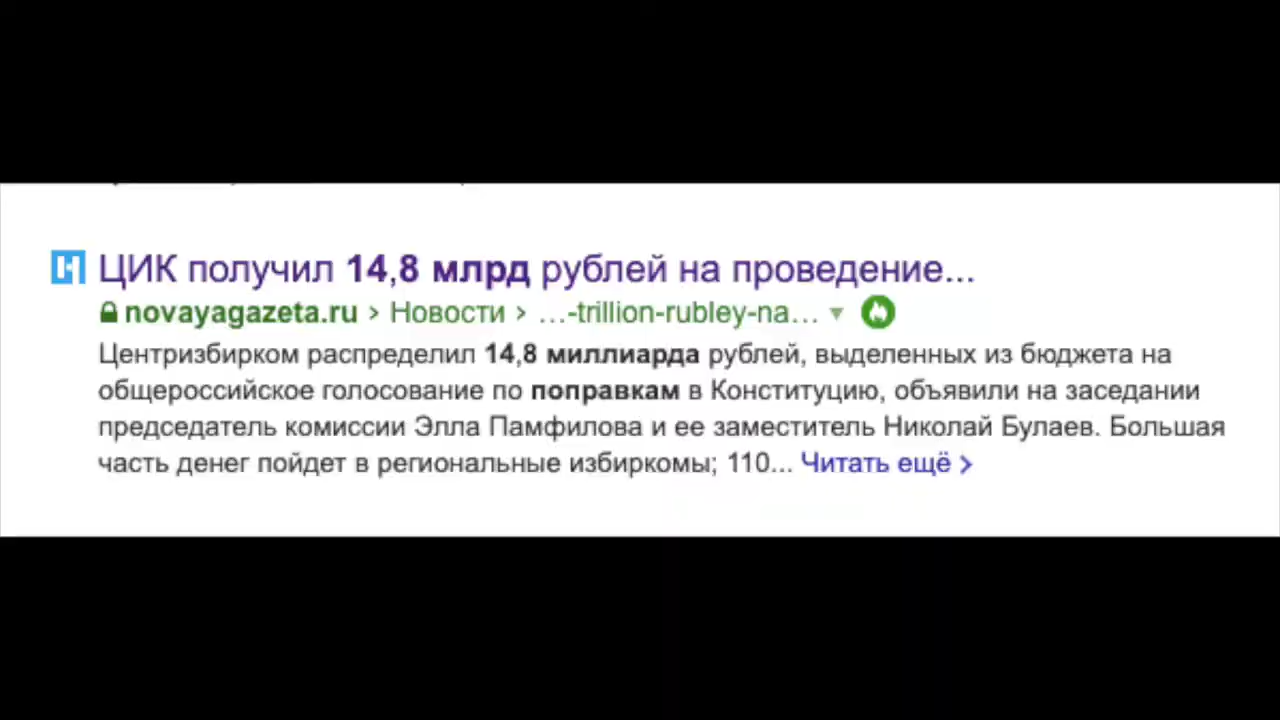 ЦИК получил 14,8 млрд рублей на проведение...
novayagazeta.ru › Новости › ...-trillion-rubley-na...
Центризбирком распределил 14,8 миллиарда рублей, выделенных из бюджета на
общероссийское голосование по поправкам в Конституцию, объявили на заседании
председатель комиссии Элла Памфилова и ее заместитель Николай Булаев. Большая
часть денег пойдет в региональные избиркомы; 110... Читать ещё ›